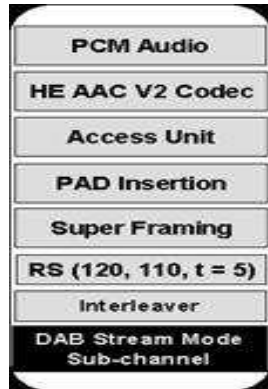 PCM Audio
HE AAC V2 Codec
Access Unit
PAD Insertion
Super Framing
RS (120, 110, t = 5)
Interleaver
DAB Stream Mode
Sub-channel